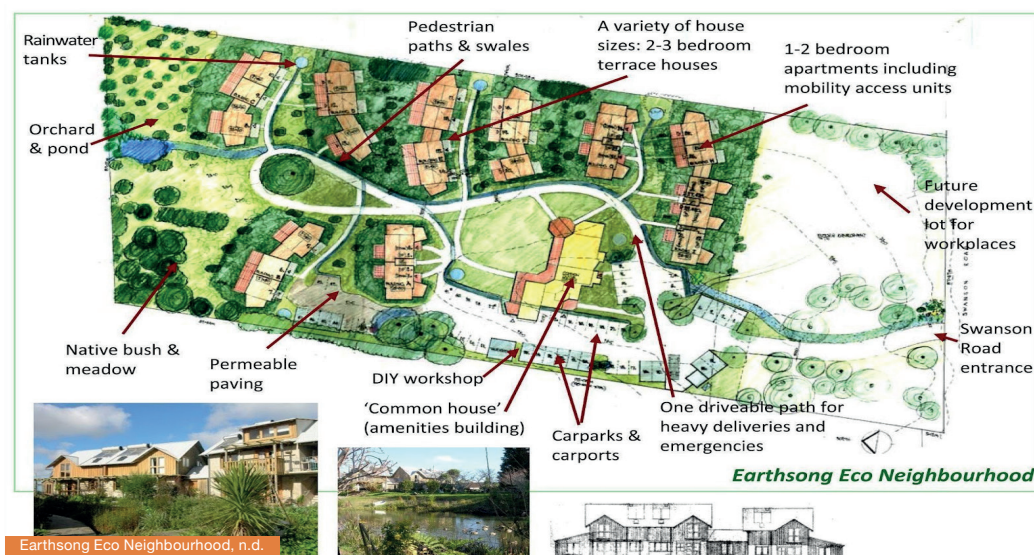 Rainwater
tanks
Pedestrian
paths & swales
A variety of house
sizes: 2-3 bedroom
terrace houses
1-2 bedroom
apartments including
mobility access units
Orchard
& pond
Future
development
lot for
workplaces
SWANSON ROAD
Native bush &
meadow
Permeable
paving
DIY workshop
'Common house'
(amenities building)
Carparks &
carports
One driveable path for
heavy deliveries and
emergencies
Swanson
Road
entrance
Earthsong Eco Neighbourhood
Earthsong Eco Neighbourhood, n.d.